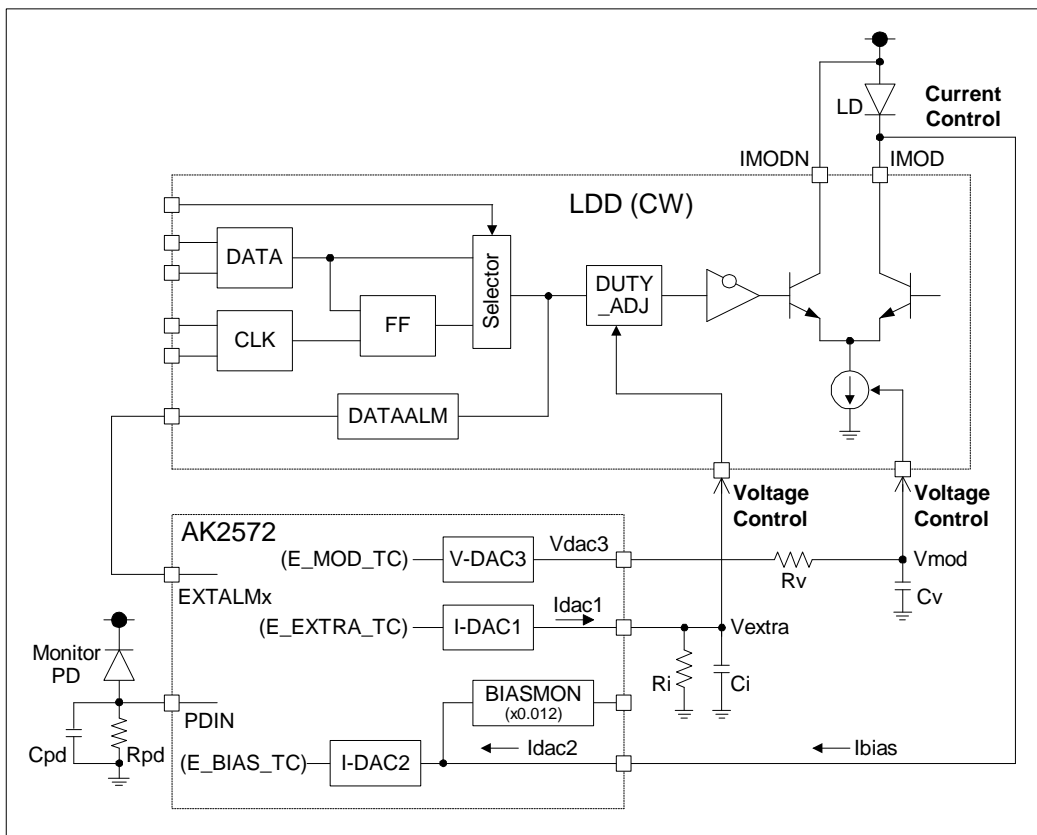 LD
Current
Control
IMODN
IMOD
LDD (CW)
DATA
CLK
FF
Selector
DUTY
_ADJ
DATAALM
Voltage
Control
Voltage
Control
AK2572
(E_MOD_TC)
V-DAC3
Vdac3
Rv
Vmod
Cv
EXTALMx
(E_EXTRA_TC)
I-DAC1
Idac1
Vextra
Ri
Ci
Monitor
PD
PDIN
Cpd
Rpd
BIASMON
(x0.012)
(E_BIAS_TC)
I-DAC2
Idac2
Ibias